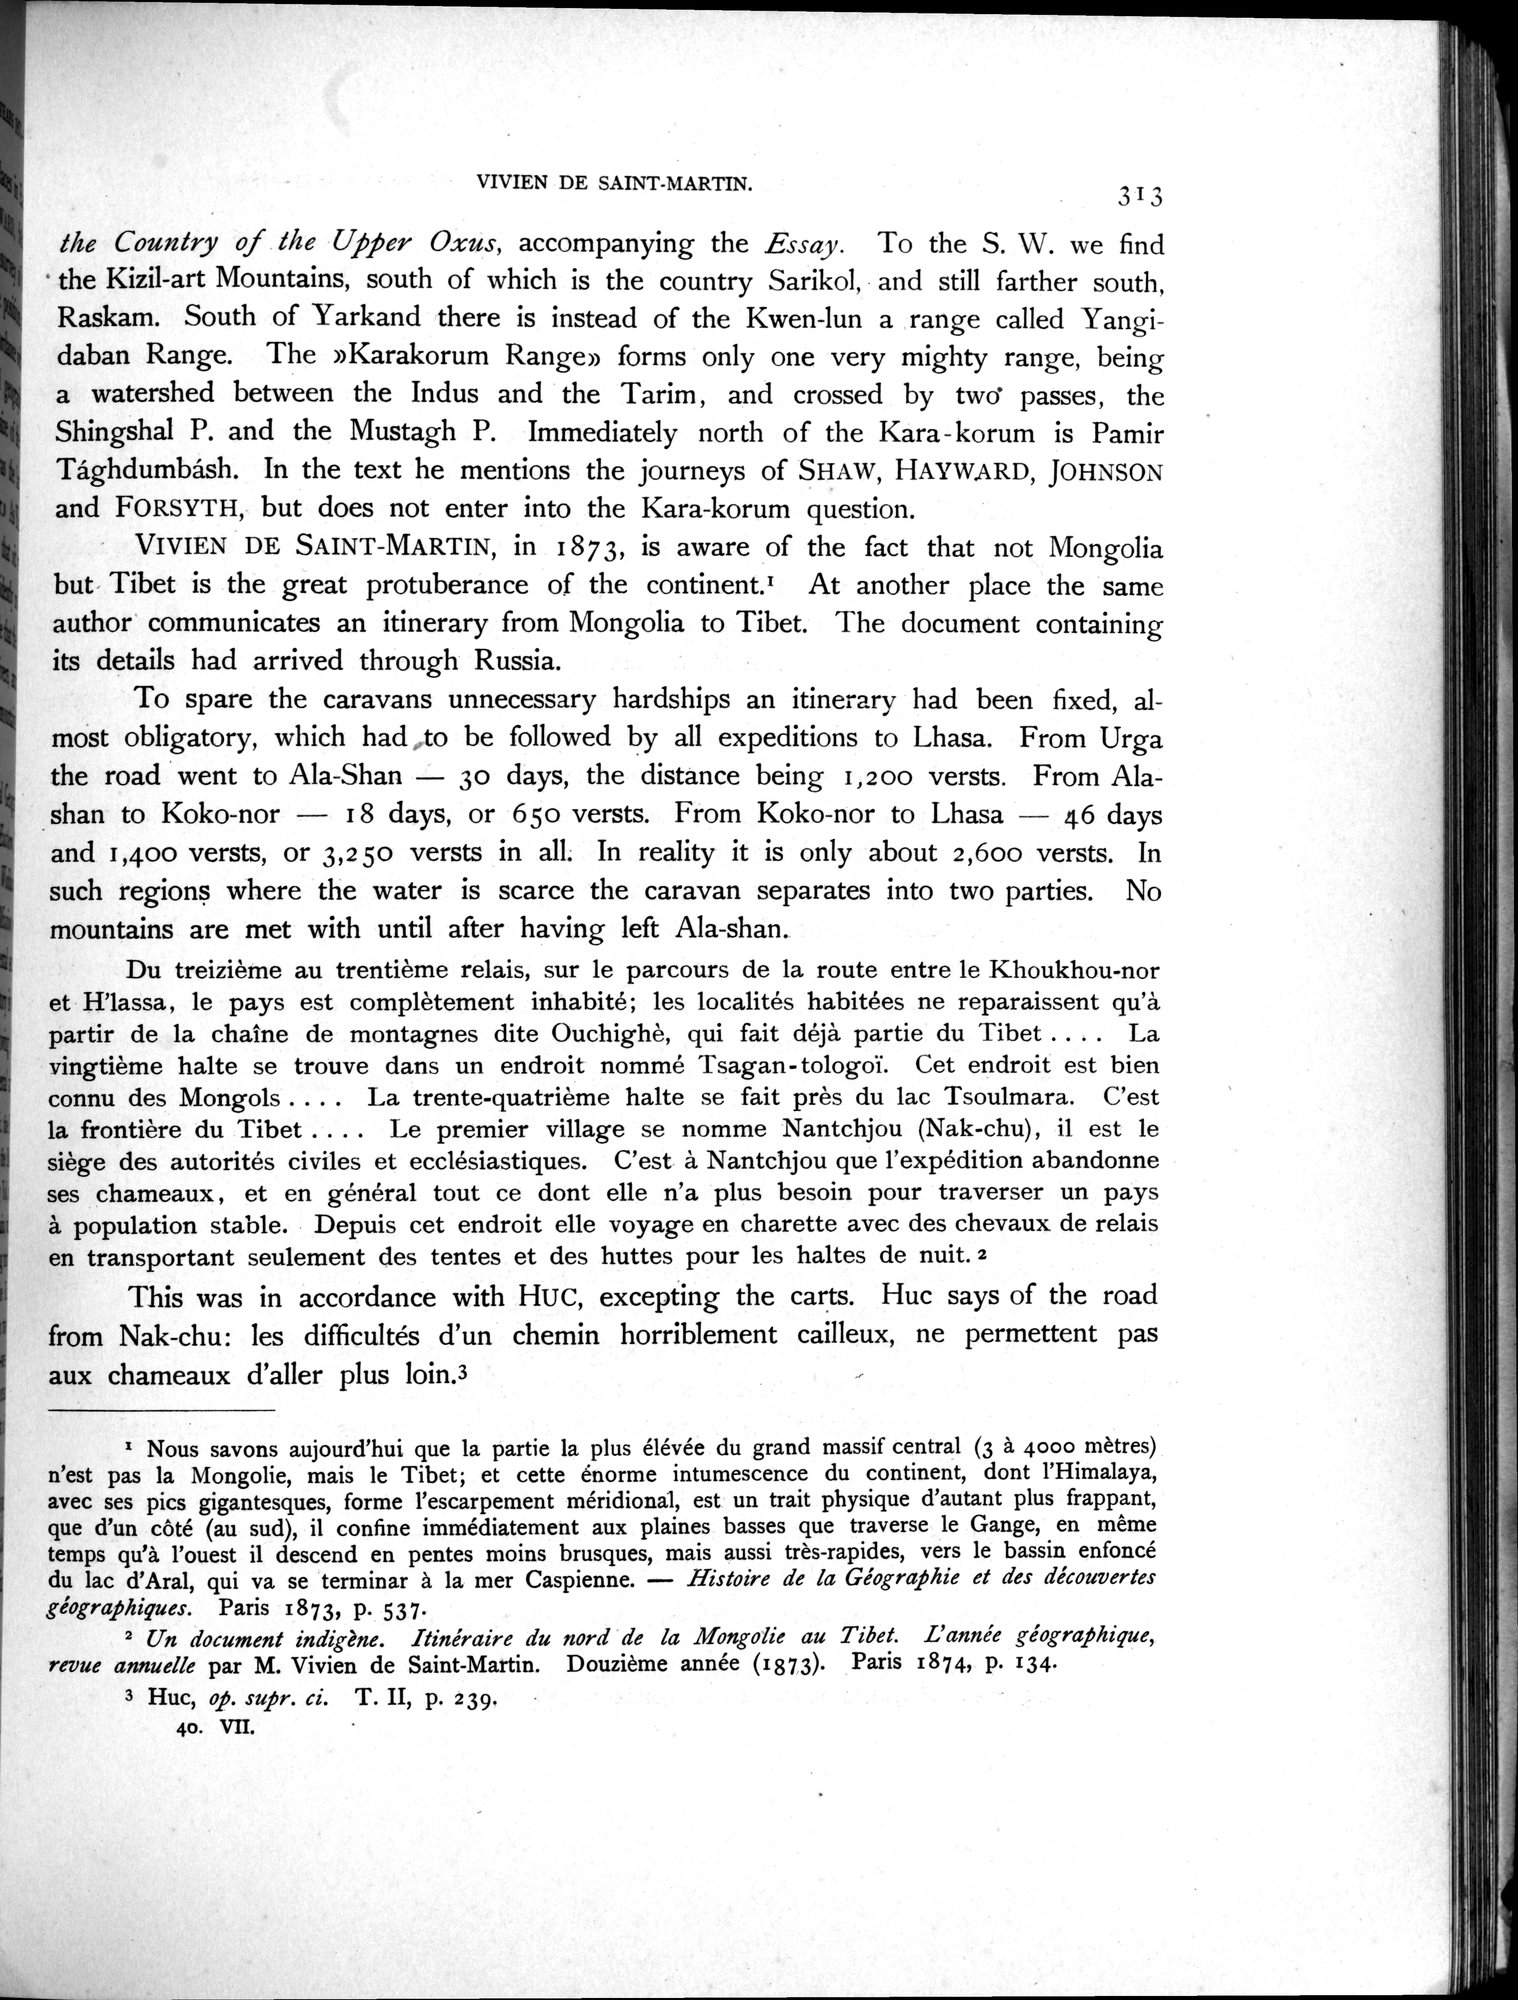 VIVIEN DE SAINT-MARTIN.
313
the Country of the Upper Oxus, accompanying the Essay. To the S. W. we find
the Kizil-art Mountains, south of which is the country Sarikol, and still farther south,
Raskam. South of Yarkand there is instead of the Kwen-lun a range called Yangi-
daban Range. The »Karakorum Range» forms only one very mighty range, being
a watershed between the Indus and the Tarim, and crossed by two passes, the
Shingshal P. and the Mustagh P. Immediately north of the Kara-korum is Pamir
Tághdumbásh. In the text he mentions the journeys of SHAW, HAYWARD, JOHNSON
and FORSYTH, but does not enter into the Kara-korum question.
VIVIEN DE SAINT-MARTIN, in 1873, is aware of the fact that not Mongolia
but Tibet is the great protuberance of the continent.¹ At another place the same
author communicates an itinerary from Mongolia to Tibet. The document containing
its details had arrived through Russia.
To spare the caravans unnecessary hardships an itinerary had been fixed, al-
most obligatory, which had to be followed by all expeditions to Lhasa. From Urga
the road went to Ala-Shan — 30 days, the distance being 1,200 versts. From Ala-
shan to Koko-nor — 18 days, or 650 versts. From Koko-nor to Lhasa — 46 days
and 1,400 versts, or 3,250 versts in all. In reality it is only about 2,600 versts. In
such regions where the water is scarce the caravan separates into two parties. No
mountains are met with until after having left Ala-shan.
Du treizième au trentième relais, sur le parcours de la route entre le Khoukhou-nor
et H'lassa, le pays est complètement inhabité; les localités habitées ne reparaissent qu'à
partir de la chaîne de montagnes dite Ouchighè, qui fait déjà partie du Tibet .... La
vingtième halte se trouve dans un endroit nommé Tsagan-tologoï. Cet endroit est bien
connu des Mongols .... La trente-quatrième halte se fait près du lac Tsoulmara. C'est
la frontière du Tibet .... Le premier village se nomme Nantchjou (Nak-chu), il est le
siège des autorités civiles et ecclésiastiques. C'est à Nantchjou que l'expédition abandonne
ses chameaux, et en général tout ce dont elle n'a plus besoin pour traverser un pays
à population stable. Depuis cet endroit elle voyage en charette avec des chevaux de relais
en transportant seulement des tentes et des huttes pour les haltes de nuit.²
This was in accordance with HUC, excepting the carts. Huc says of the road
from Nak-chu: les difficultés d'un chemin horriblement cailleux, ne permettent pas
aux chameaux d'aller plus loin.³
¹ Nous savons aujourd'hui que la partie la plus élévée du grand massif central (3 à 4000 mètres)
n'est pas la Mongolie, mais le Tibet; et cette énorme intumescence du continent, dont l'Himalaya,
avec ses pics gigantesques, forme l'escarpement méridional, est un trait physique d'autant plus frappant,
que d'un côté (au sud), il confine immédiatement aux plaines basses que traverse le Gange, en même
temps qu'à l'ouest il descend en pentes moins brusques, mais aussi très-rapides, vers le bassin enfoncé
du lac d'Aral, qui va se terminar à la mer Caspienne. — Histoire de la Géographie et des découvertes
géographiques. Paris 1873, p. 537.
² Un document indigène. Itinéraire du nord de la Mongolie au Tibet. L'année géographique,
revue annuelle par M. Vivien de Saint-Martin. Douzième année (1873). Paris 1874, p. 134.
³ Huc, op. supr. ci. T. II, p. 239.
40. VII.